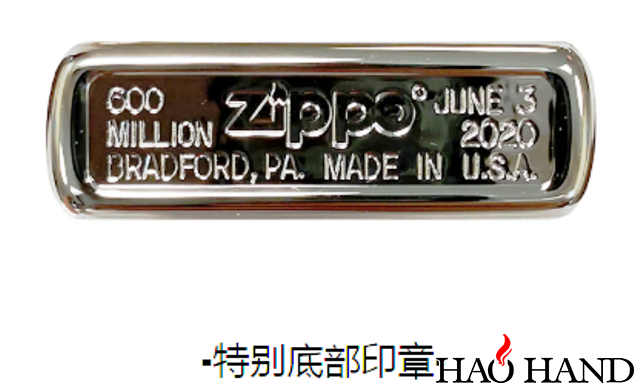 600 zippo® JUNE 3
MILLION 2020
BRADFORD, PA. MADE IN U.S.A.
▪特别底部印章
HAO HAND